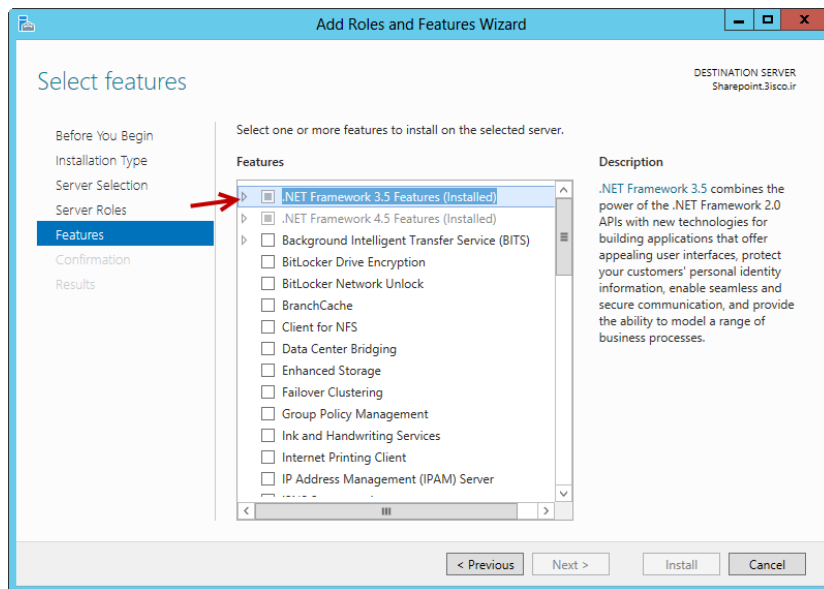 Add Roles and Features Wizard
Select features
DESTINATION SERVER
Sharepoint.3isco.ir
Before You Begin
Installation Type
Server Selection
Server Roles
Features
Confirmation
Results
Select one or more features to install on the selected server.
Features
.NET Framework 3.5 Features (Installed)
.NET Framework 4.5 Features (Installed)
Background Intelligent Transfer Service (BITS)
BitLocker Drive Encryption
BitLocker Network Unlock
BranchCache
Client for NFS
Data Center Bridging
Enhanced Storage
Failover Clustering
Group Policy Management
Ink and Handwriting Services
Internet Printing Client
IP Address Management (IPAM) Server
Description
.NET Framework 3.5 combines the
power of the .NET Framework 2.0
APIs with new technologies for
building applications that offer
appealing user interfaces, protect
your customers' personal identity
information, enable seamless and
secure communication, and provide
the ability to model a range of
business processes.
< Previous
Next >
Install
Cancel